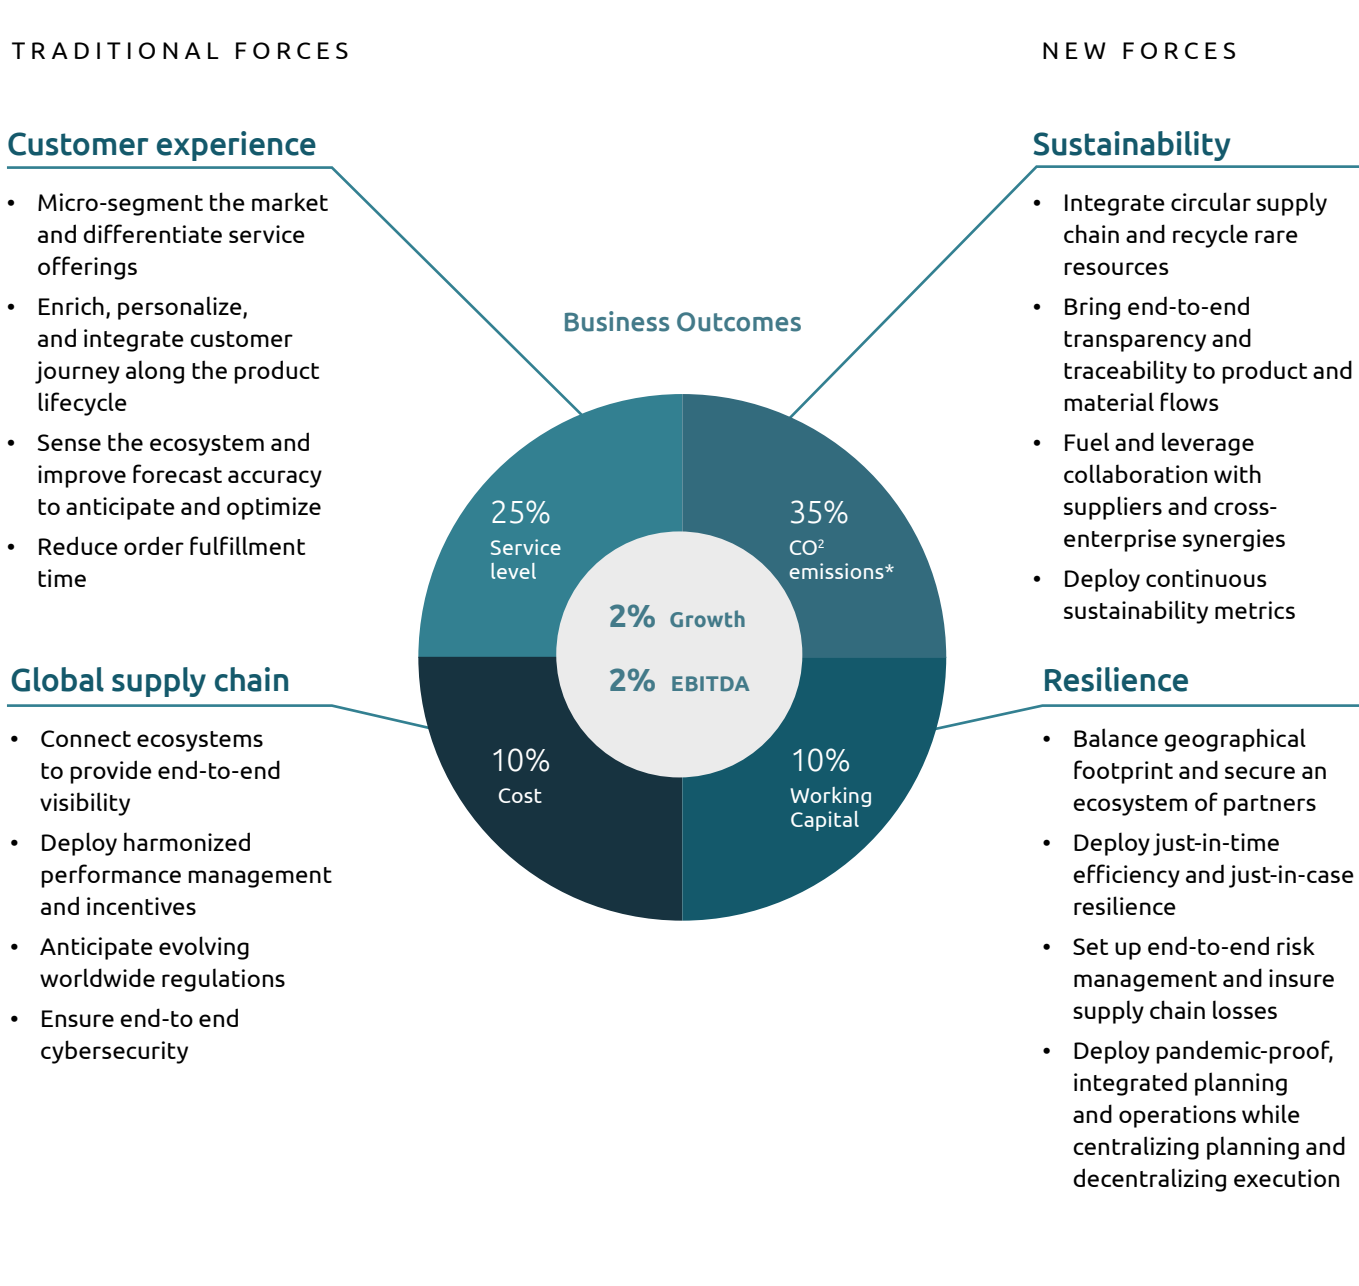 TRADITIONAL FORCES
Customer experience
• Micro-segment the market
and differentiate service
offerings
• Enrich, personalize,
and integrate customer
journey along the product
lifecycle
• Sense the ecosystem and
improve forecast accuracy
to anticipate and optimize
• Reduce order fulfillment
time
Global supply chain
• Connect ecosystems
to provide end-to-end
visibility
• Deploy harmonized
performance management
and incentives
• Anticipate evolving
worldwide regulations
• Ensure end-to end
cybersecurity
Business Outcomes
25%
Service
level
35%
CO²
emissions*
2% Growth
2% EBITDA
10%
Cost
10%
Working
Capital
NEW FORCES
Sustainability
• Integrate circular supply
chain and recycle rare
resources
• Bring end-to-end
transparency and
traceability to product and
material flows
• Fuel and leverage
collaboration with
suppliers and cross-
enterprise synergies
• Deploy continuous
sustainability metrics
Resilience
• Balance geographical
footprint and secure an
ecosystem of partners
• Deploy just-in-time
efficiency and just-in-case
resilience
• Set up end-to-end risk
management and insure
supply chain losses
• Deploy pandemic-proof,
integrated planning
and operations while
centralizing planning and
decentralizing execution